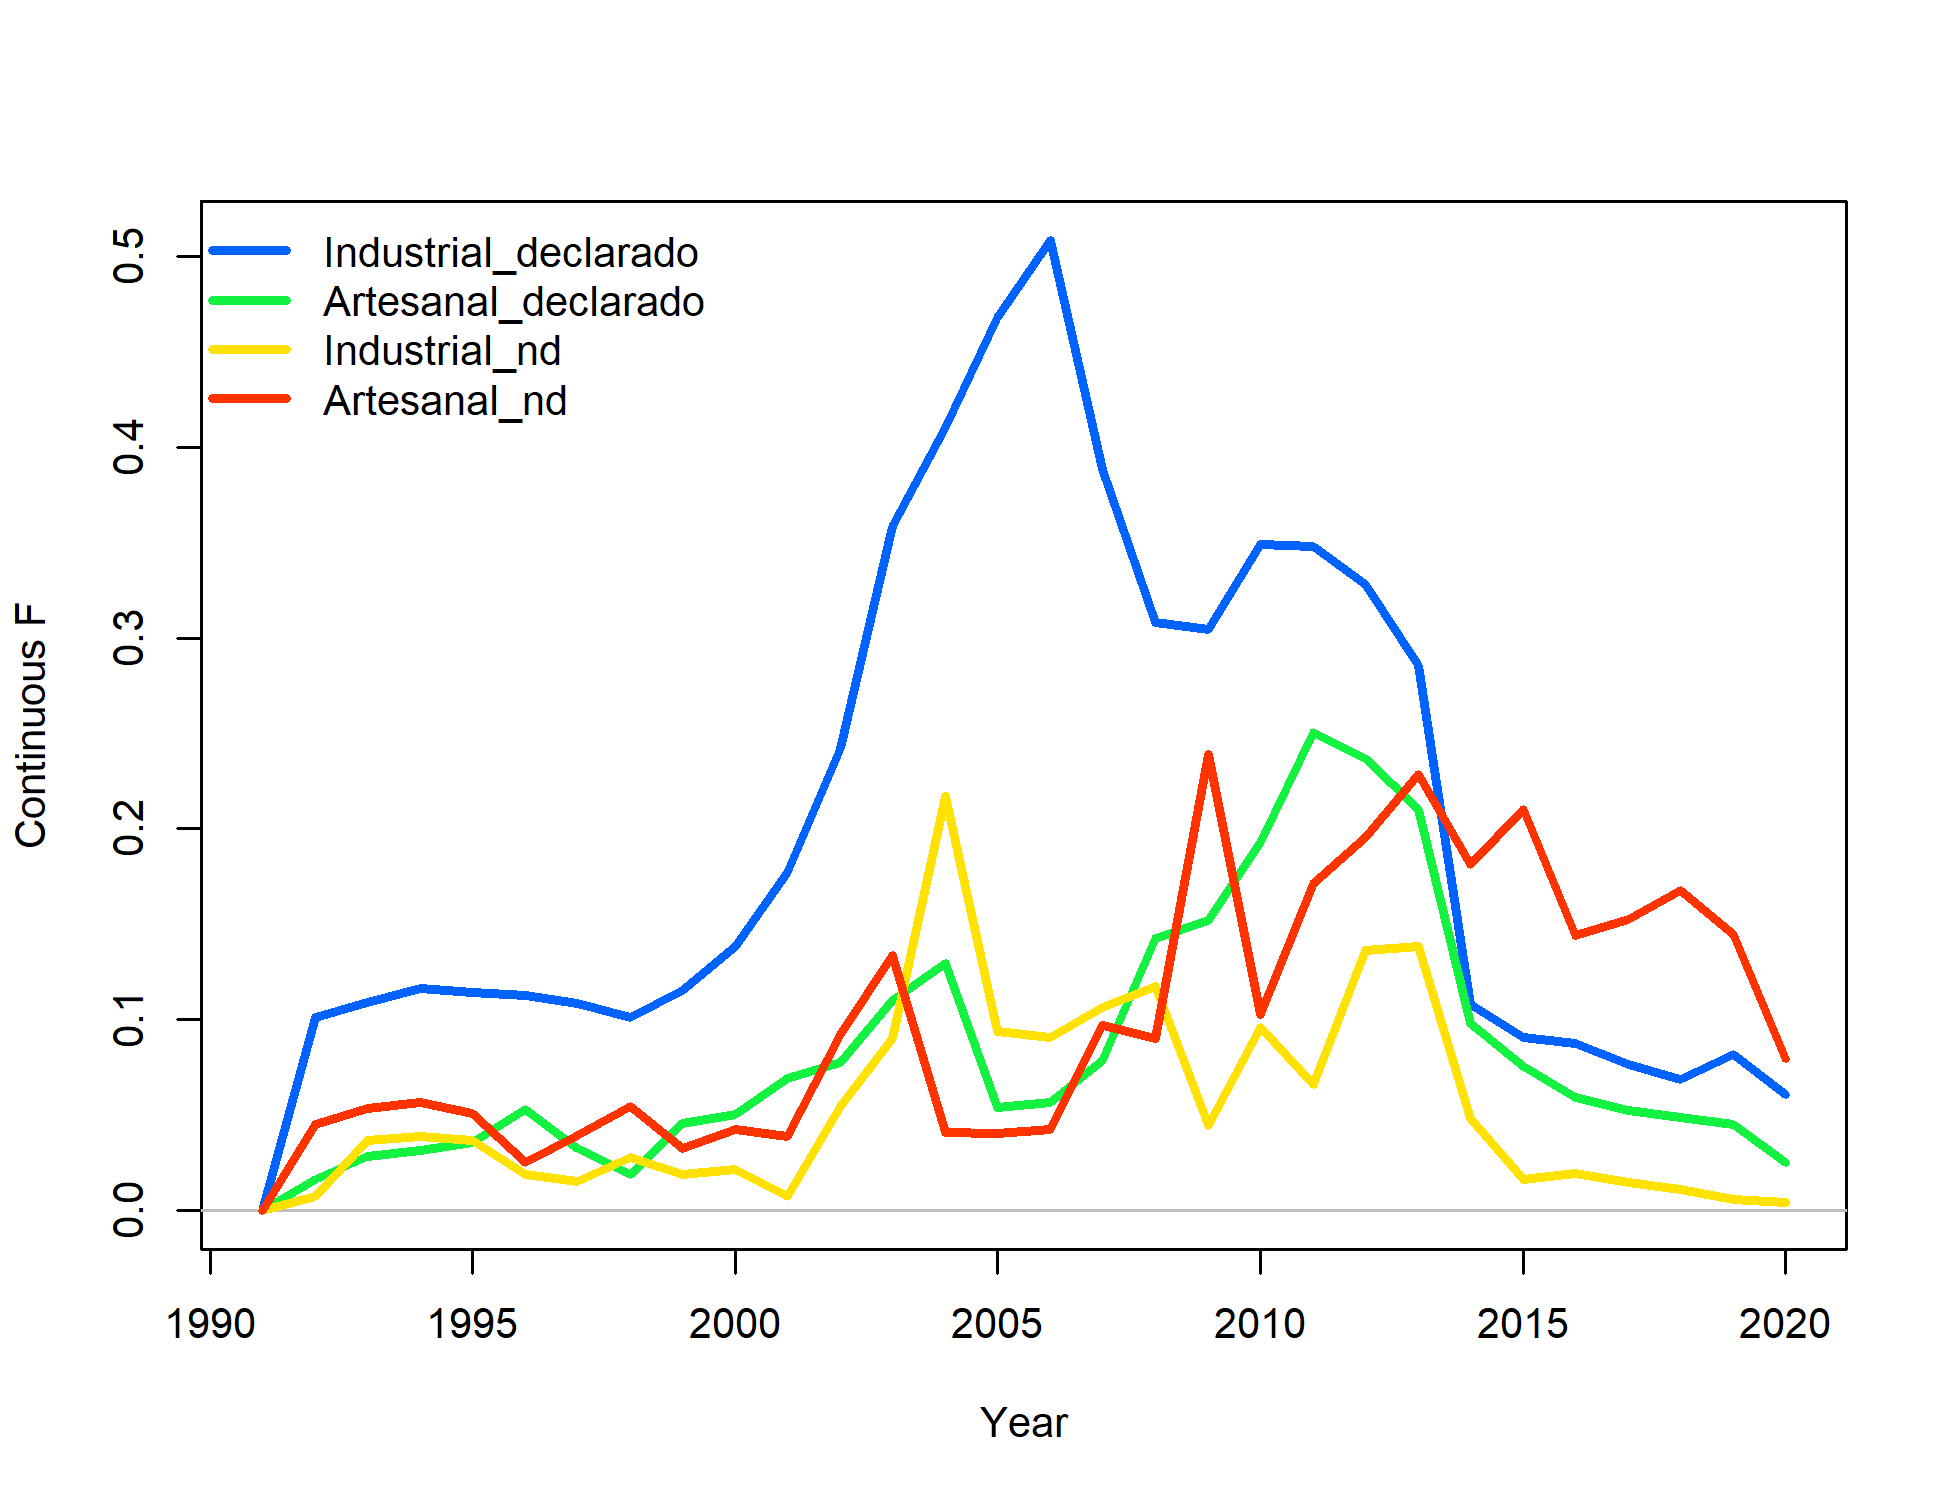 Industrial_declarado
Artesanal_declarado
Industrial_nd
Artesanal_nd
Continuous F
0.5
0.4
0.3
0.2
0.1
0.0
1990 1995 2000 2005 2010 2015 2020
Year